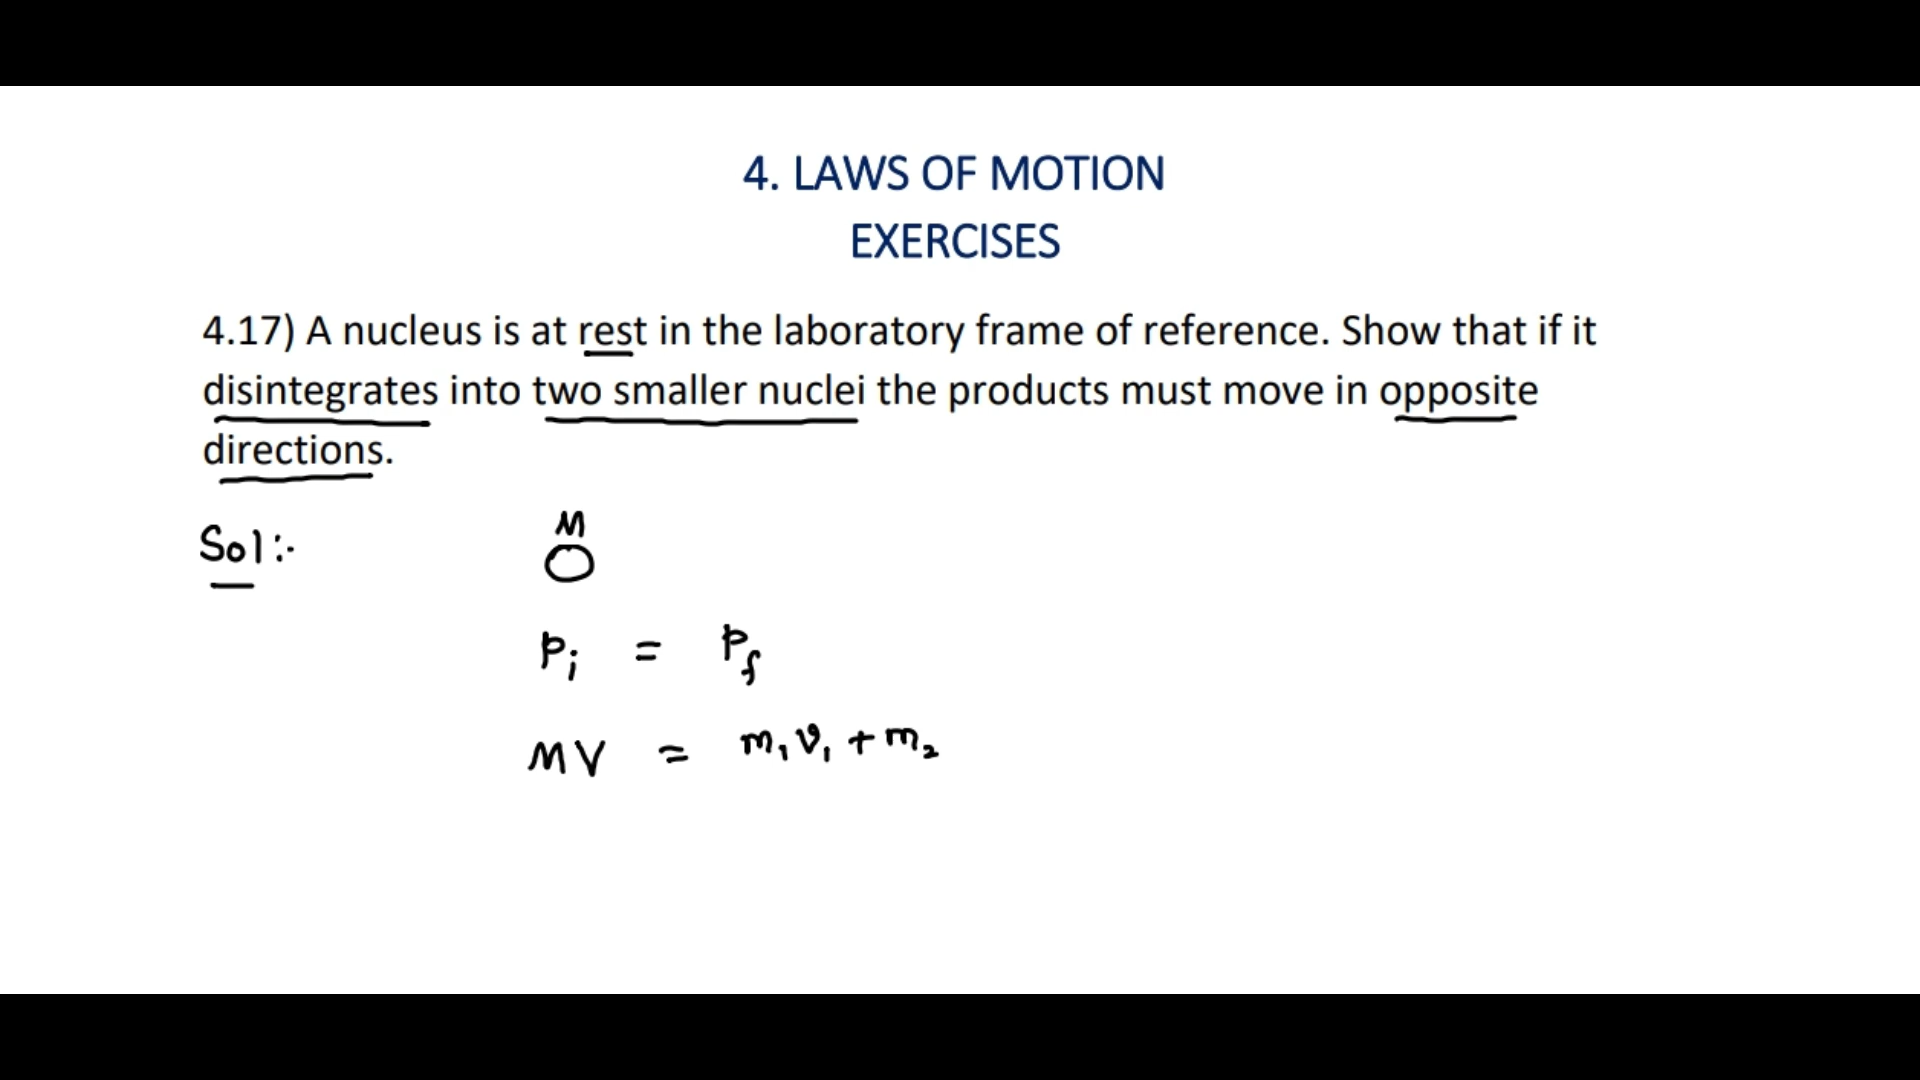 4. LAWS OF MOTION
EXERCISES
4.17) A nucleus is at rest in the laboratory frame of reference. Show that if it
disintegrates into two smaller nuclei the products must move in opposite
directions.
Sol:-
M
Pi = Pf
MV = m₁v₁ + m₂